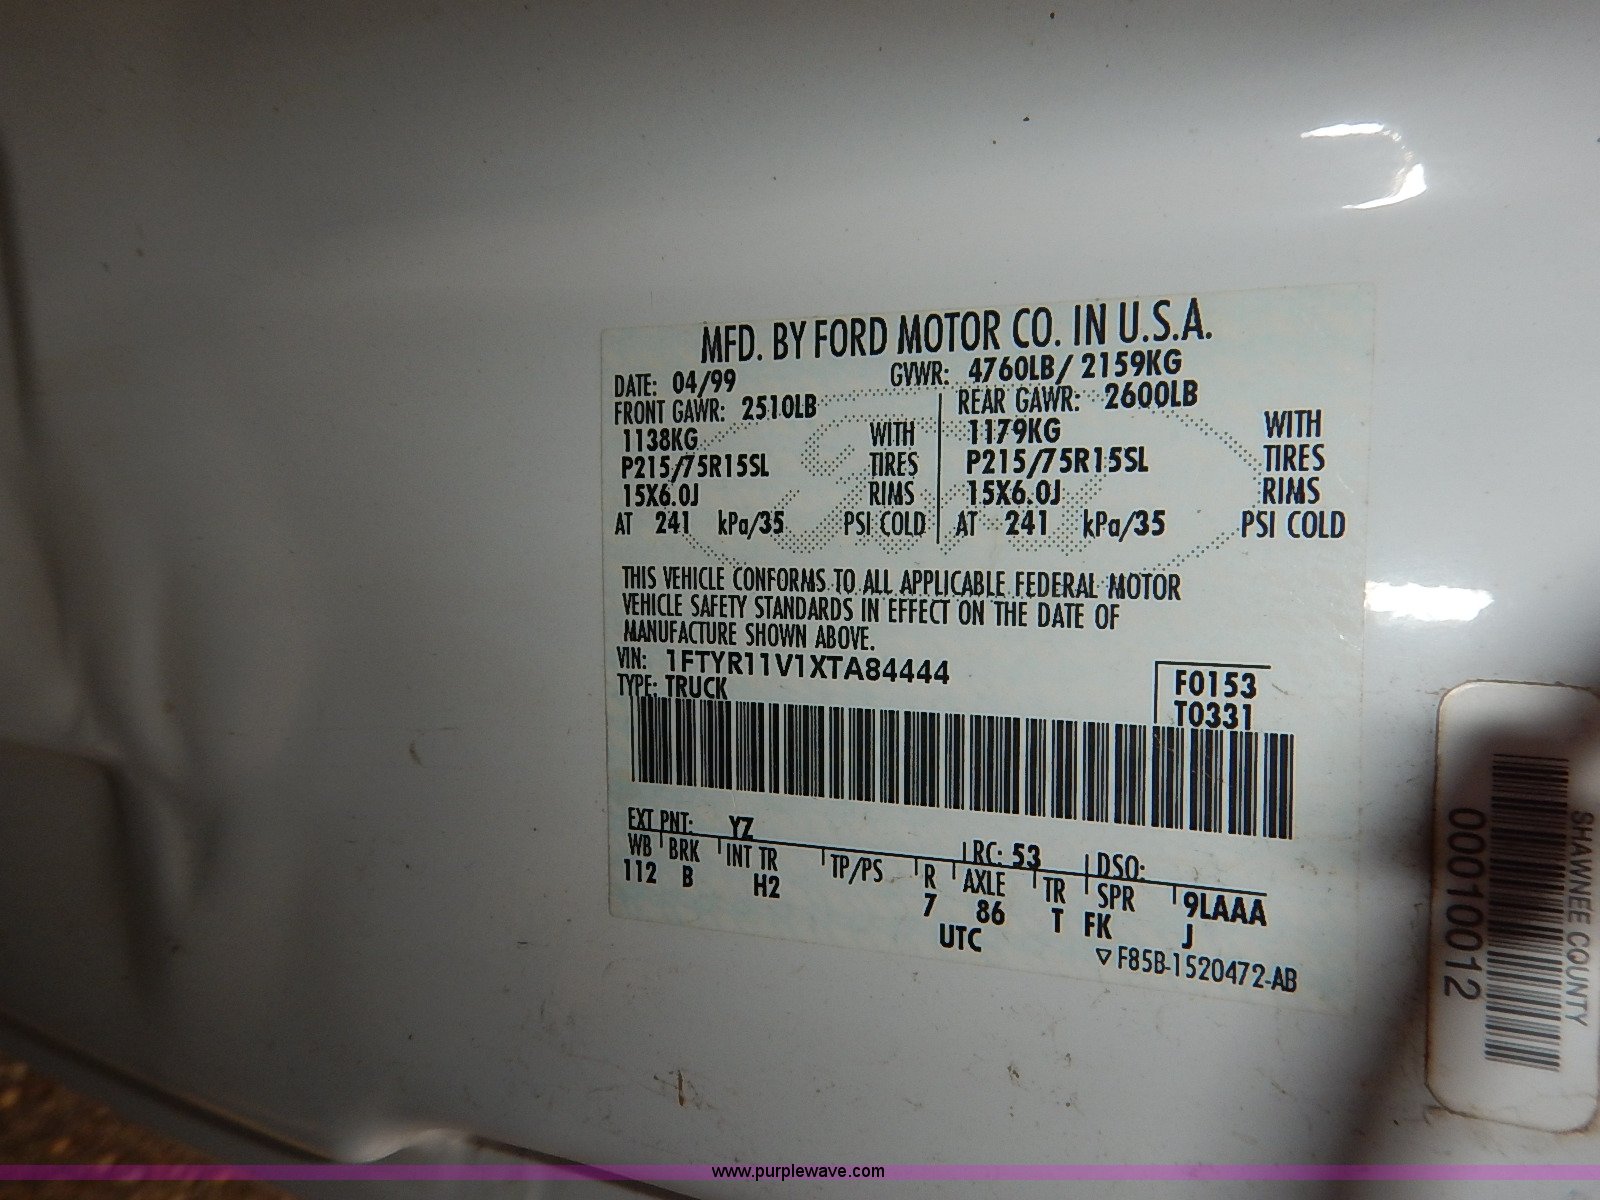 MFD. BY FORD MOTOR CO. IN U.S.A.
DATE: 04/99 GVWR: 4760LB/ 2159KG
FRONT GAWR: 2510LB REAR GAWR: 2600LB
1138KG WITH 1179KG WITH
P215/75R15SL TIRES P215/75R15SL TIRES
15X6.0J RIMS 15X6.0J RIMS
AT 241 kPa/35 PSI COLD AT 241 kPa/35 PSI COLD
THIS VEHICLE CONFORMS TO ALL APPLICABLE FEDERAL MOTOR
VEHICLE SAFETY STANDARDS IN EFFECT ON THE DATE OF
MANUFACTURE SHOWN ABOVE.
VIN: 1FTYR11V1XTA84444 F0153
TYPE: TRUCK T0331
EXT PNT: YZ RC: 53 DSO:
WB BRK INT TR TP/PS R AXLE TR SPR 9LAAA
112 B H2 7 86 T FK J
UTC
▽F85B-1520472-AB
SHAWNEE COUNTY
00010012
www.purplewave.com